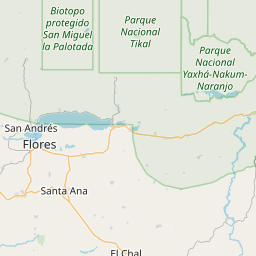 Biotopo
protegido
San Miguel
la Palotada
Parque
Nacional
Tikal
Parque
Nacional
Yaxhá-Nakum-
Naranjo
San Andrés
Flores
Santa Ana
El Chal